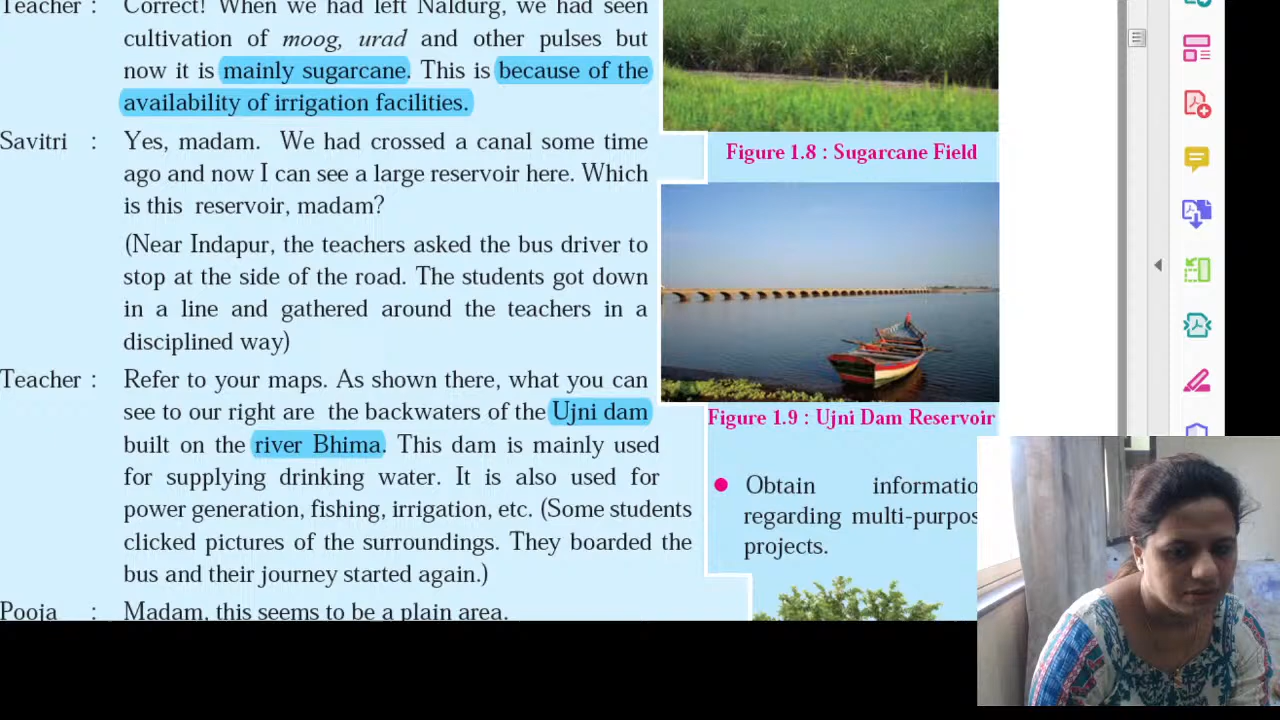 Teacher : Correct! When we had left Naldurg, we had seen
cultivation of moog, urad and other pulses but
now it is mainly sugarcane. This is because of the
availability of irrigation facilities.
Savitri : Yes, madam. We had crossed a canal some time
ago and now I can see a large reservoir here. Which
is this reservoir, madam?
(Near Indapur, the teachers asked the bus driver to
stop at the side of the road. The students got down
in a line and gathered around the teachers in a
disciplined way)
Teacher : Refer to your maps. As shown there, what you can
see to our right are the backwaters of the Ujni dam
built on the river Bhima. This dam is mainly used
for supplying drinking water. It is also used for
power generation, fishing, irrigation, etc. (Some students
clicked pictures of the surroundings. They boarded the
bus and their journey started again.)
Pooja : Madam, this seems to be a plain area.
Figure 1.8 : Sugarcane Field
Figure 1.9 : Ujni Dam Reservoir
Obtain informatio
regarding multi-purpos
projects.